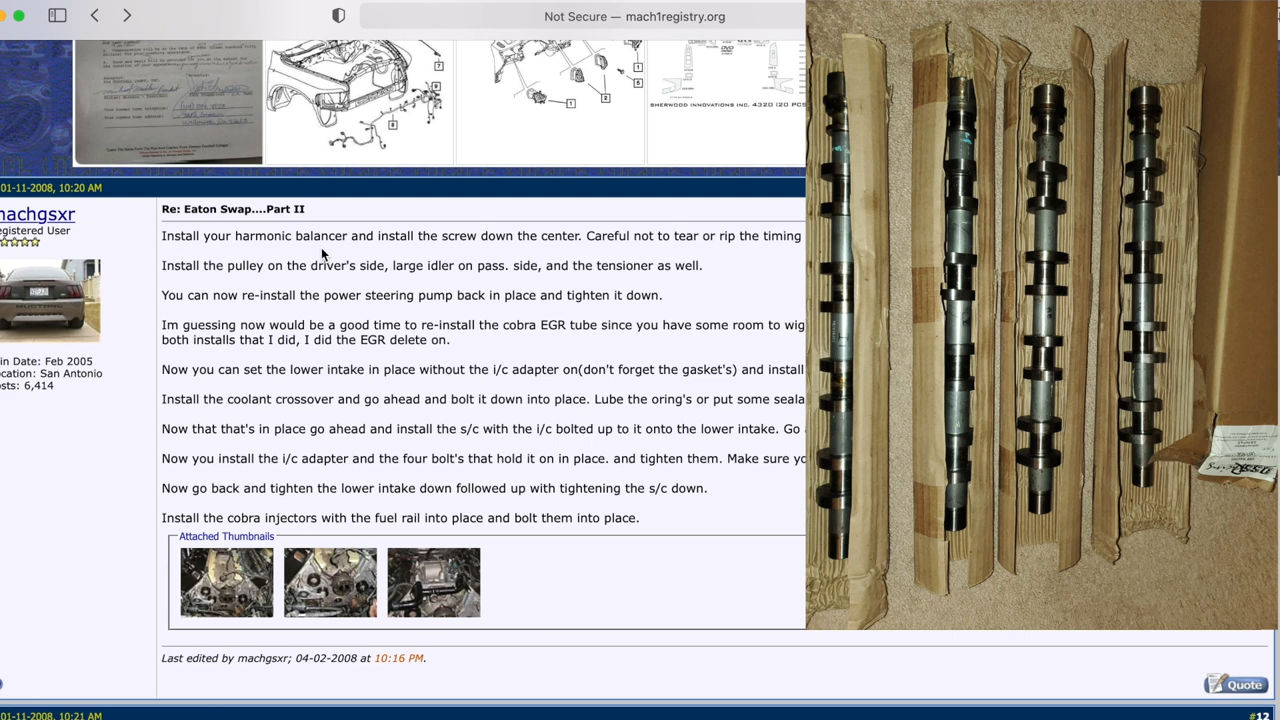 Not Secure — mach1registry.org
SHERWOOD INNOVATIONS INC. 4320 (20 PCS
01-11-2008, 10:20 AM
machgsxr
egistered User
in Date: Feb 2005
ocation: San Antonio
osts: 6,414
Re: Eaton Swap....Part II
Install your harmonic balancer and install the screw down the center. Careful not to tear or rip the timing
Install the pulley on the driver's side, large idler on pass. side, and the tensioner as well.
You can now re-install the power steering pump back in place and tighten it down.
Im guessing now would be a good time to re-install the cobra EGR tube since you have some room to wig
both installs that I did, I did the EGR delete on.
Now you can set the lower intake in place without the i/c adapter on(don't forget the gasket's) and install
Install the coolant crossover and go ahead and bolt it down into place. Lube the oring's or put some seala
Now that that's in place go ahead and install the s/c with the i/c bolted up to it onto the lower intake. Go
Now you install the i/c adapter and the four bolt's that hold it in place. and tighten them. Make sure yo
Now go back and tighten the lower intake down followed up with tightening the s/c down.
Install the cobra injectors with the fuel rail into place and bolt them into place.
Attached Thumbnails
Last edited by machgsxr; 04-02-2008 at 10:16 PM.
Quote
01-11-2008, 10:21 AM
#12